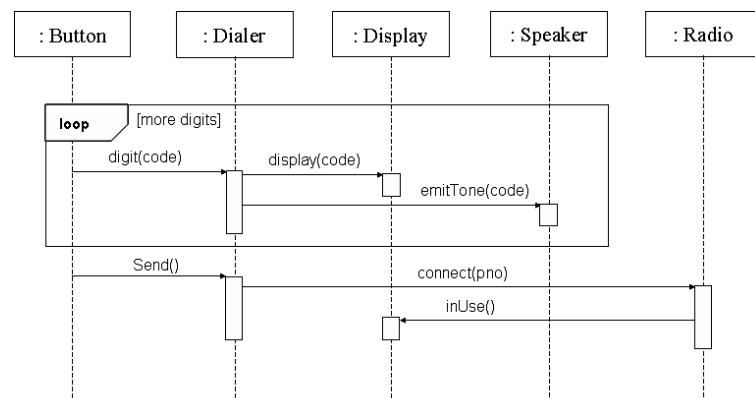 : Button
: Dialer
: Display
: Speaker
: Radio
loop
[more digits]
digit(code)
display(code)
emitTone(code)
Send()
connect(pno)
inUse()